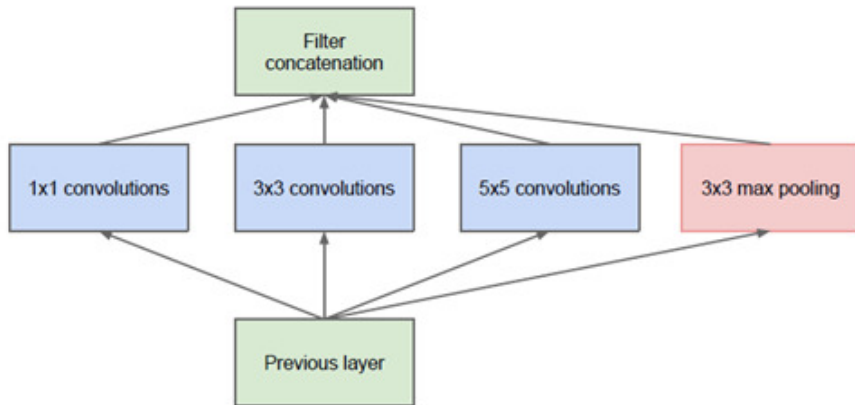 Filter
concatenation
1x1 convolutions
3x3 convolutions
5x5 convolutions
3x3 max pooling
Previous layer